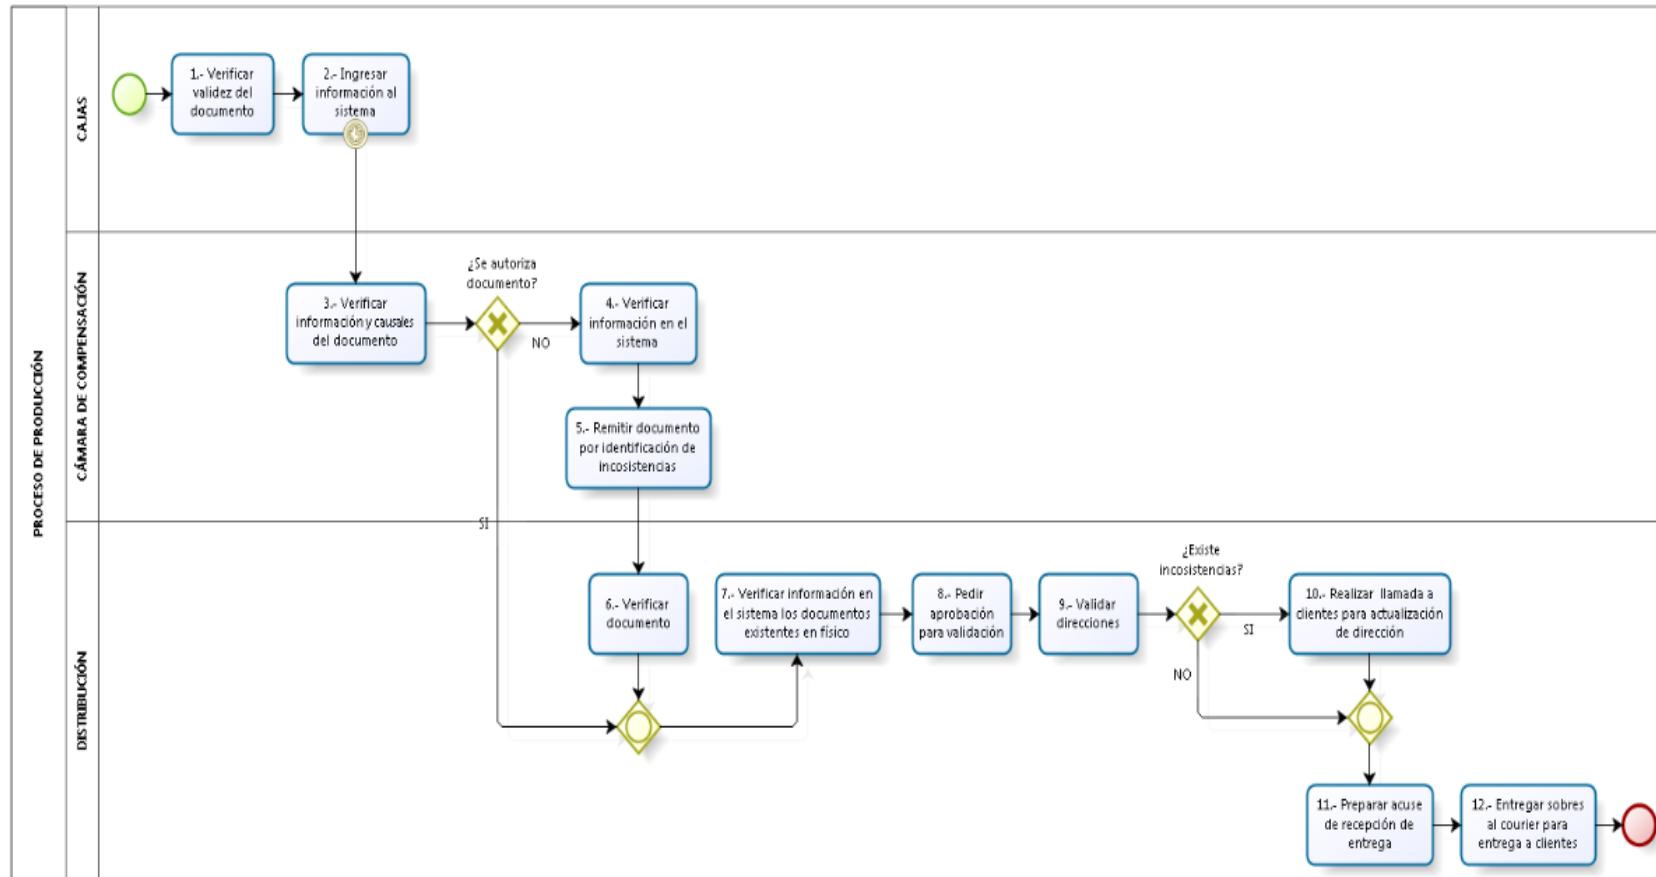 PROCESO DE PRODUCCIÓN
CAJAS
1.- Verificar
validez del
documento
2.- Ingresar
información al
sistema
CÁMARA DE COMPENSACIÓN
3.- Verificar
información y causales
del documento
¿Se autoriza
documento?
NO
SI
4.- Verificar
información en el
sistema
5.- Remitir documento
por identificación de
incosistencias
DISTRIBUCIÓN
6.- Verificar
documento
7.- Verificar información en
el sistema los documentos
existentes en físico
8.- Pedir
aprobación
para validación
9.- Validar
direcciones
¿Existe
incosistencias?
SI
NO
10.- Realizar llamada a
clientes para actualización
de dirección
11.- Preparar acuse
de recepción de
entrega
12.- Entregar sobres
al courier para
entrega a clientes